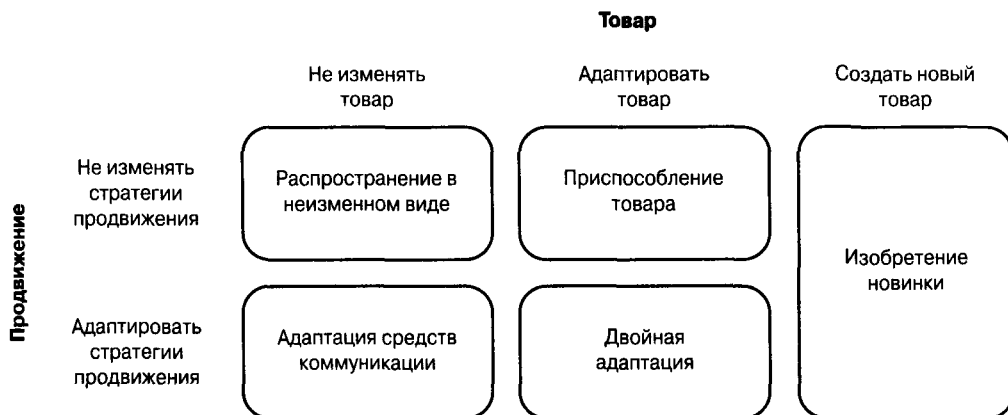 Товар
Не изменять
товар
Адаптировать
товар
Создать новый
товар
Продвижение
Не изменять
стратегии
продвижения
Распространение в
неизменном виде
Приспособление
товара
Изобретение
новинки
Адаптировать
стратегии
продвижения
Адаптация средств
коммуникации
Двойная
адаптация